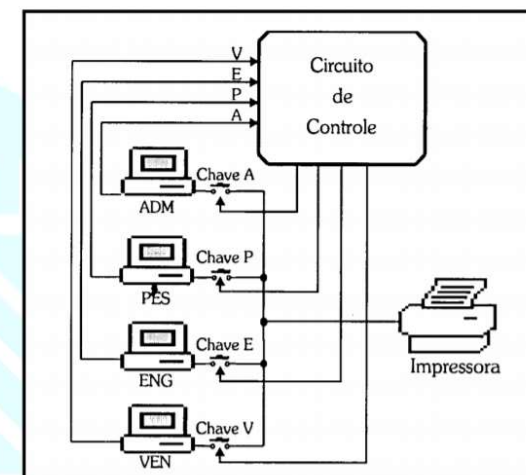 V
E
P
A
Circuito
de
Controle
Chave A
ADM
Chave P
PES
Chave E
ENG
Chave V
VEN
Impressora